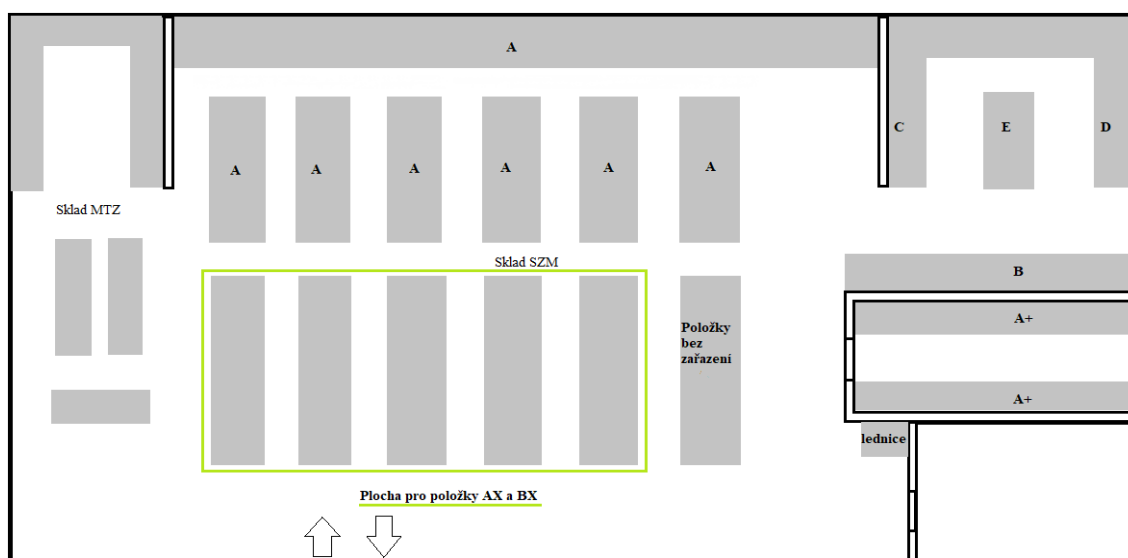 A
A
A
A
A
A
A
C
E
D
Sklad MTZ
Sklad SZM
B
A+
Položky
bez
zařazení
A+
lednice
Plocha pro položky AX a BX